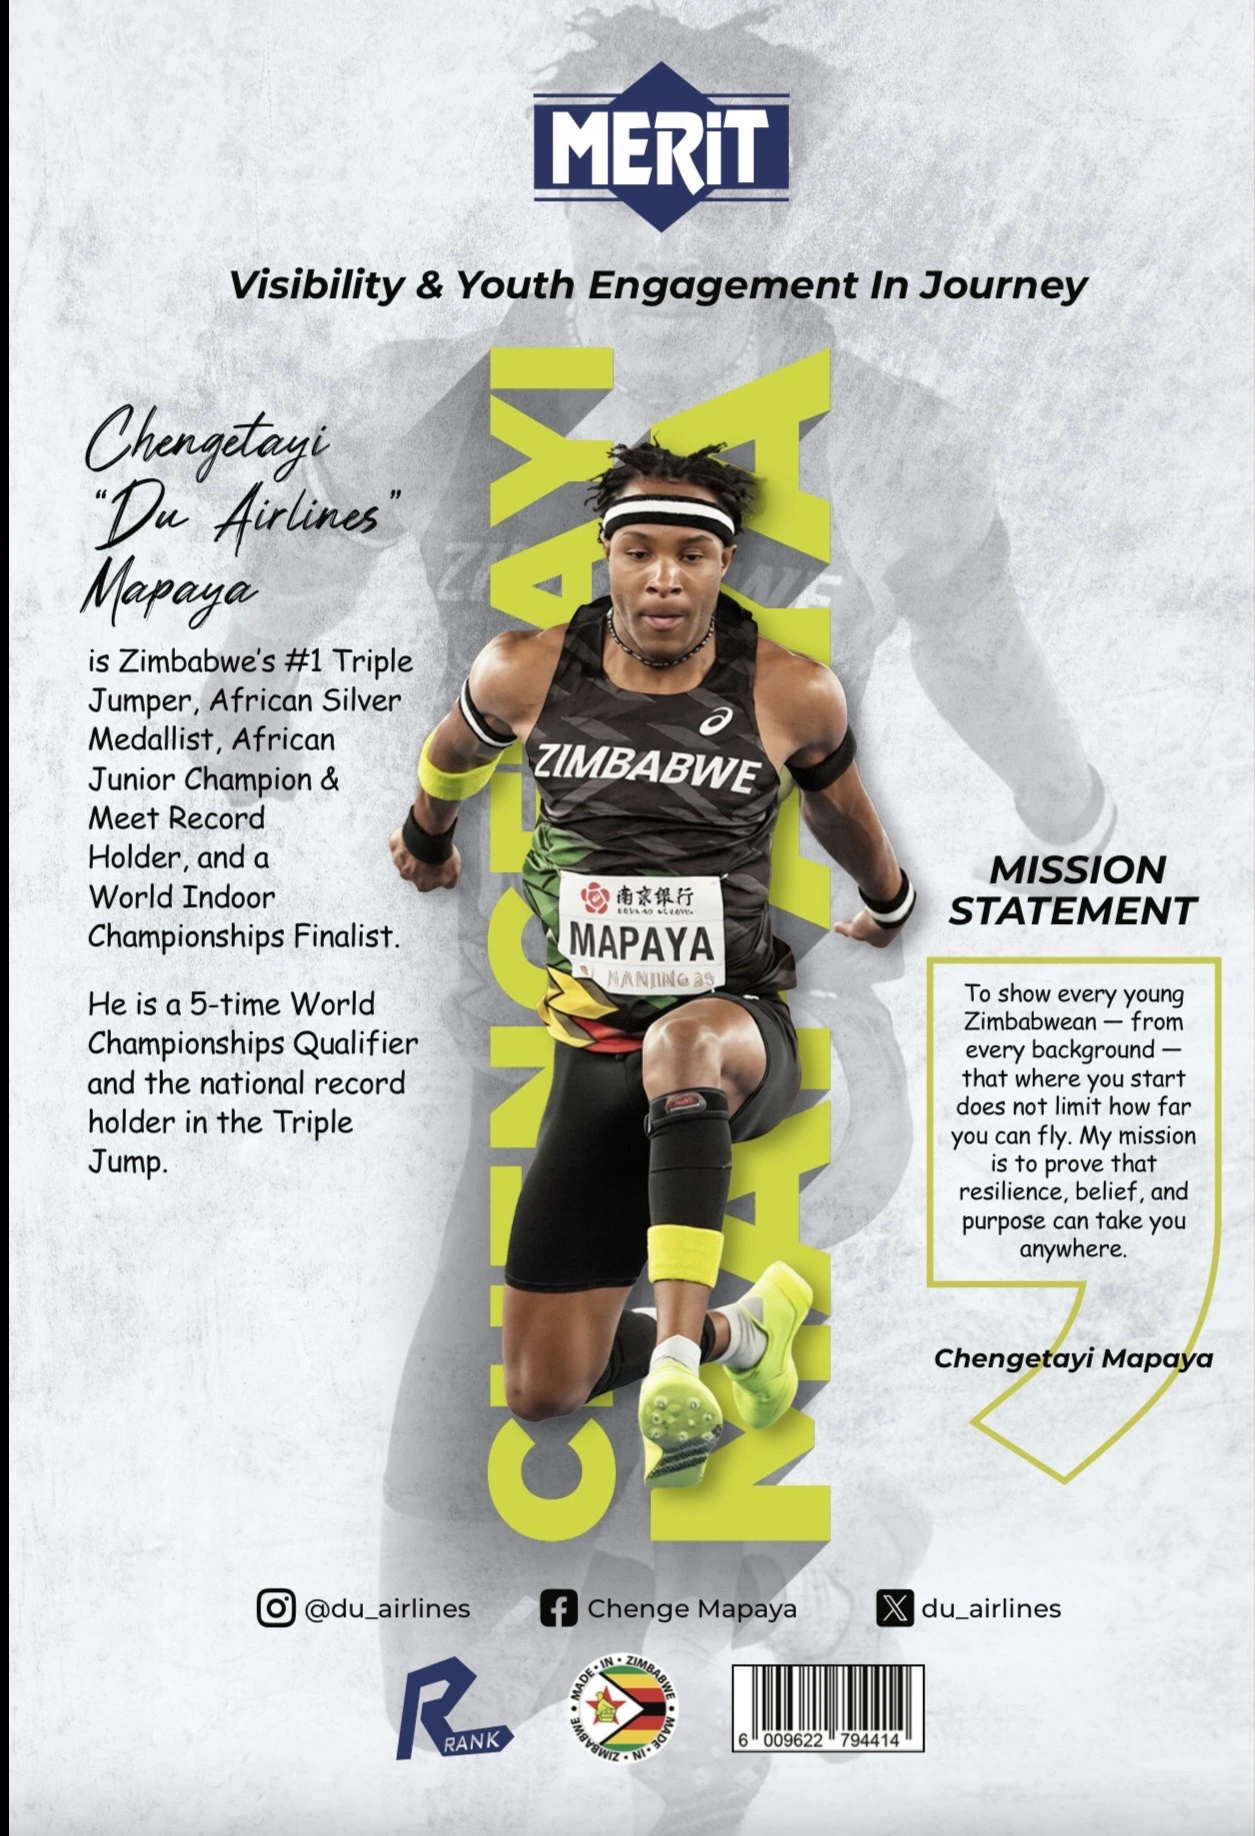 MERiT
Visibility & Youth Engagement In Journey
Chengetayi
“Du Airlines”
Mapaya
is Zimbabwe’s #1 Triple
Jumper, African Silver
Medallist, African
Junior Champion &
Meet Record
Holder, and a
World Indoor
Championships Finalist.
He is a 5-time World
Championships Qualifier
and the national record
holder in the Triple
Jump.
CHENGETAYI
MAPAYA
ZIMBABWE
南京银行
MAPAYA
NANJING 25
MISSION
STATEMENT
To show every young
Zimbabwean — from
every background —
that where you start
does not limit how far
you can fly. My mission
is to prove that
resilience, belief, and
purpose can take you
anywhere.
Chengetayi Mapaya
@du_airlines
Chenge Mapaya
du_airlines
RANK
MADE • IN • ZIMBABWE • MADE • IN • ZIMBABWE •
6 009622 794414